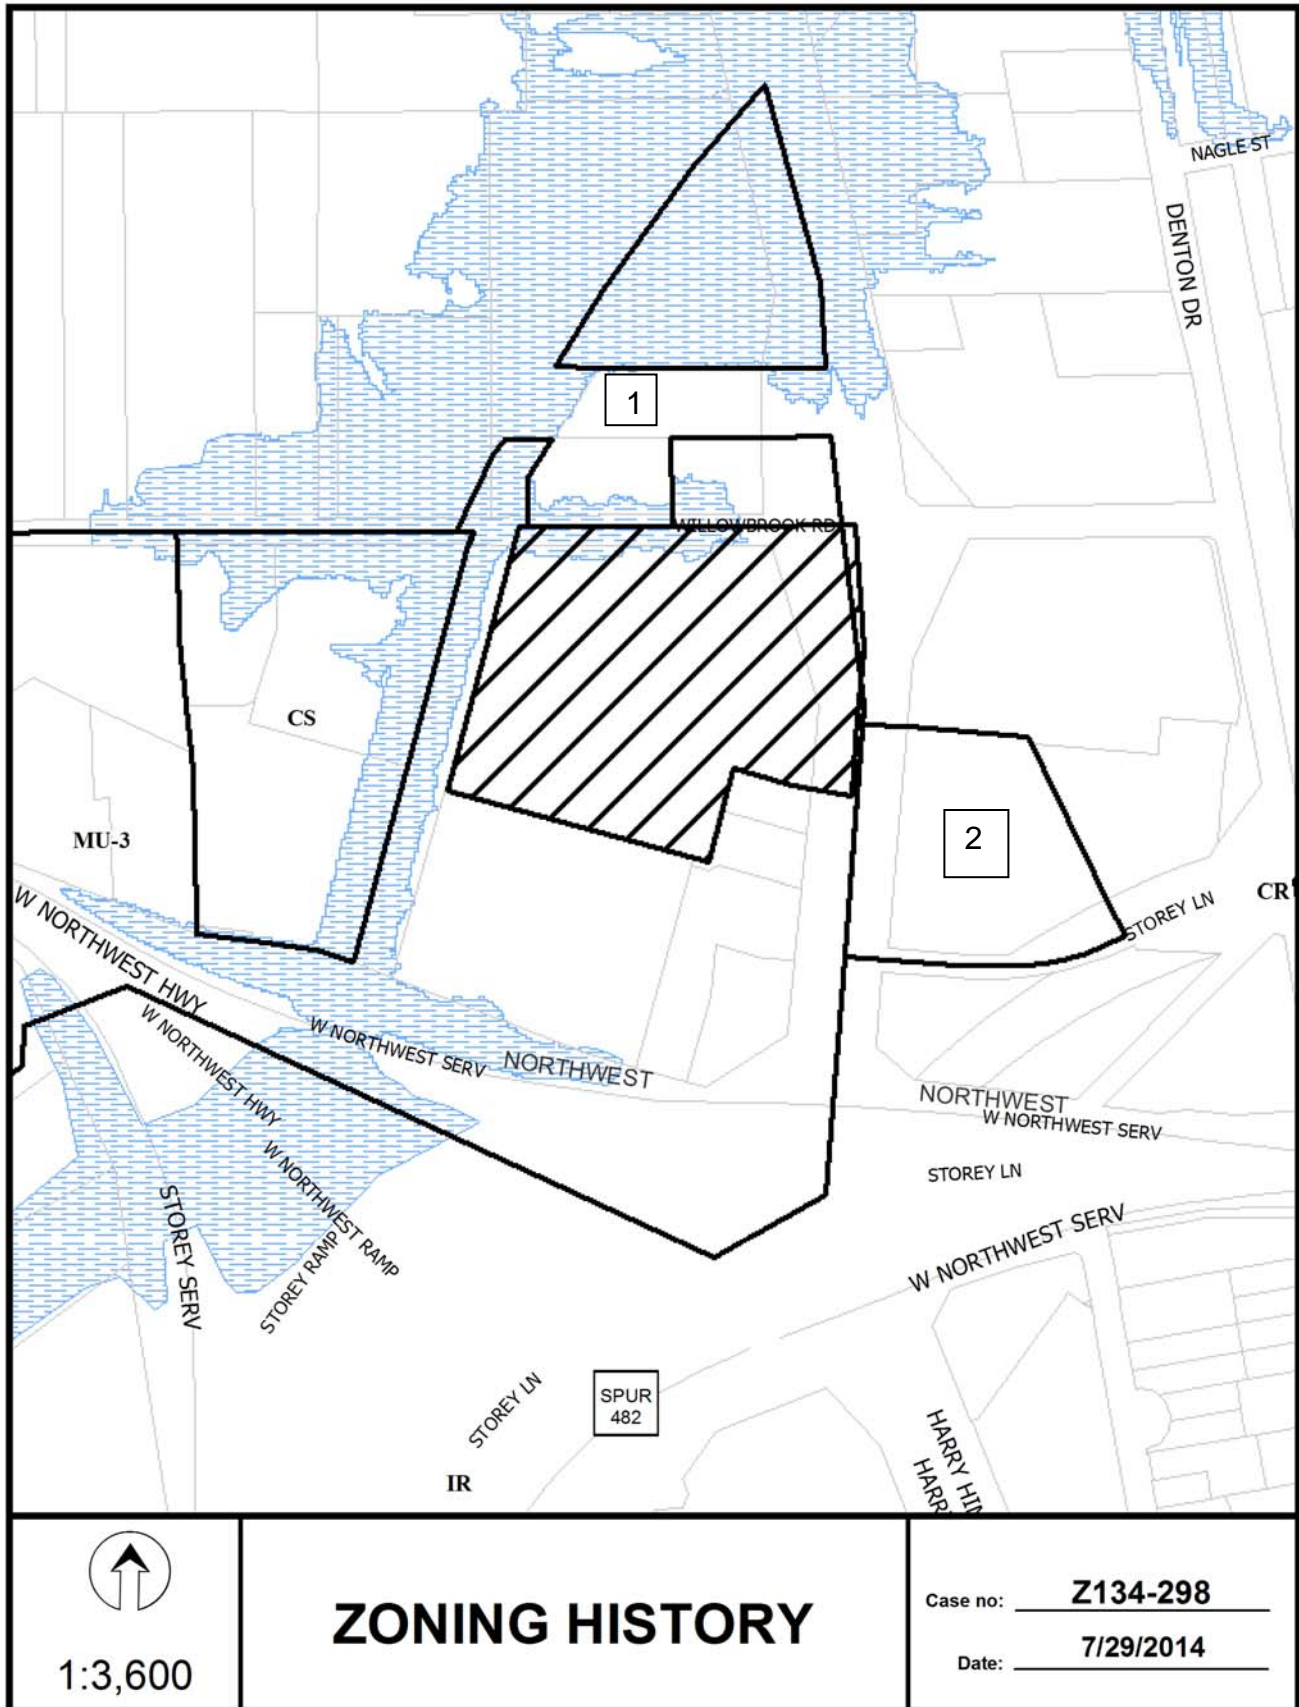 NAGLE ST
DENTON DR
1
WILLOWBROOK RD
CS
MU-3
2
CR
STOREY LN
W NORTHWEST HWY
W NORTHWEST HWY
W NORTHWEST SERV
NORTHWEST
NORTHWEST
W NORTHWEST SERV
W NORTHWEST RAMP
STOREY LN
STOREY SERV
STOREY RAMP
W NORTHWEST SERV
STOREY LN
SPUR
482
HARRY HIN
HARR
IR
1:3,600
ZONING HISTORY
Case no: Z134-298
Date: 7/29/2014